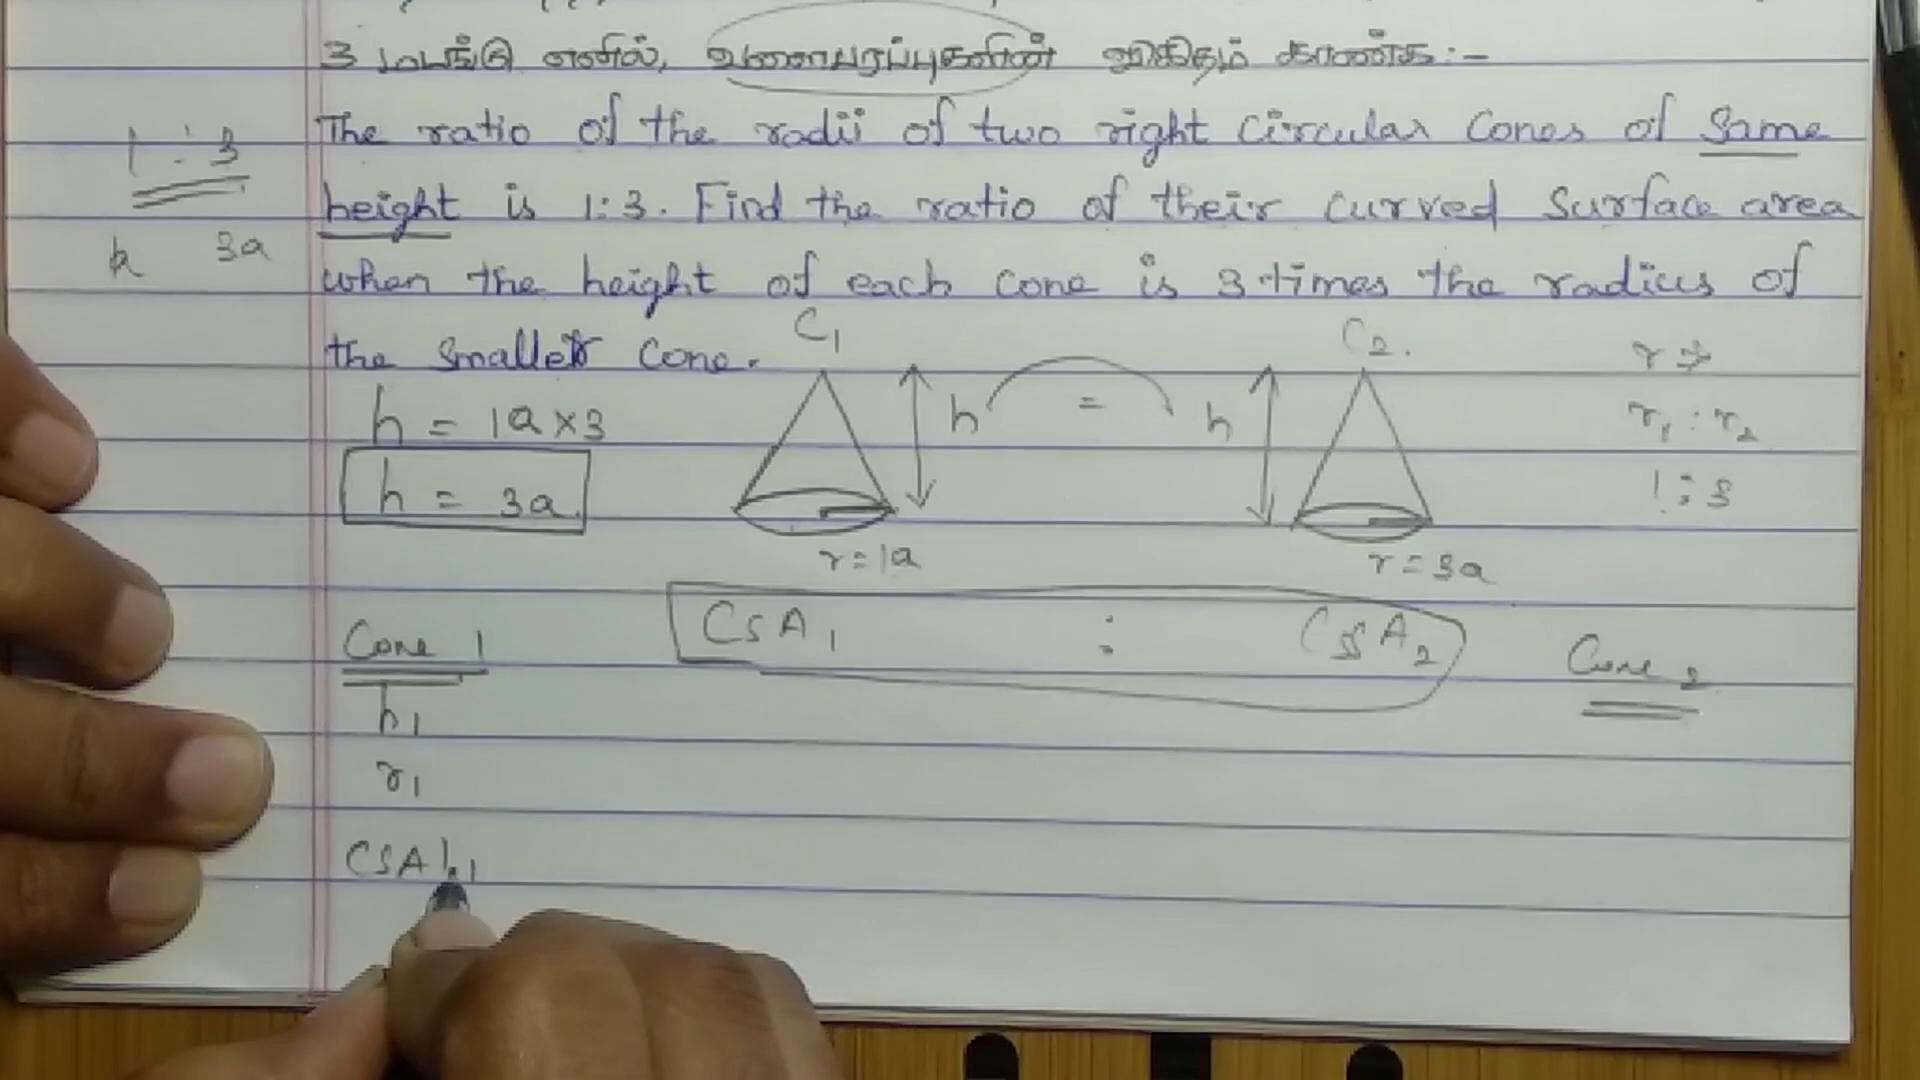 3 மடங்கு எனில், வளைபரப்புகளின் விகிதம் காண்க:-
The ratio of the radii of two right circular cones of same
height is 1:3. Find the ratio of their curved surface area
when the height of each cone is 3 times the radius of
the smaller cone.
1 : 3
a 3a
h = 1a x 3
h = 3a
C1
h
=
h
C2.
r = 1a
r = 3a
r ⇒
r1 : r2
1 : 3
CSA1 : CSA2
Cone 1
Cone 2
h1
r1
CSA1